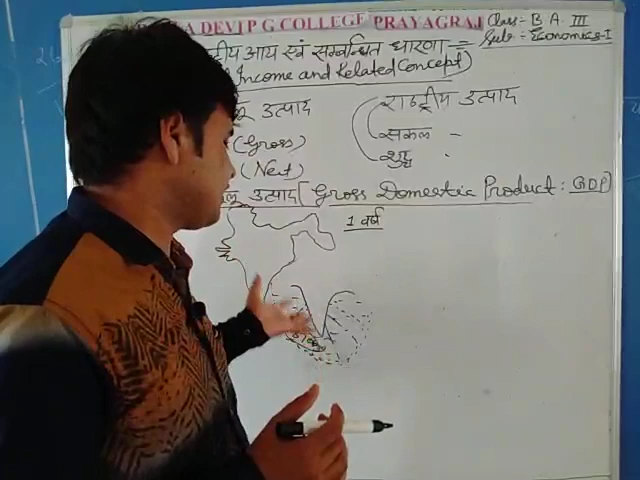 A DEVI P G COLLEGE PRAYAGRAJ
Class :- B. A. III
Sub :- Economics-I
आय एवं सम्बन्धित धारणा :-
Income and Related Concept)
उत्पाद
राष्ट्रीय उत्पाद
(Gross)
सकल -
(Net)
शुद्ध
उत्पाद (Gross Domestic Product : GDP)
1 वर्ष